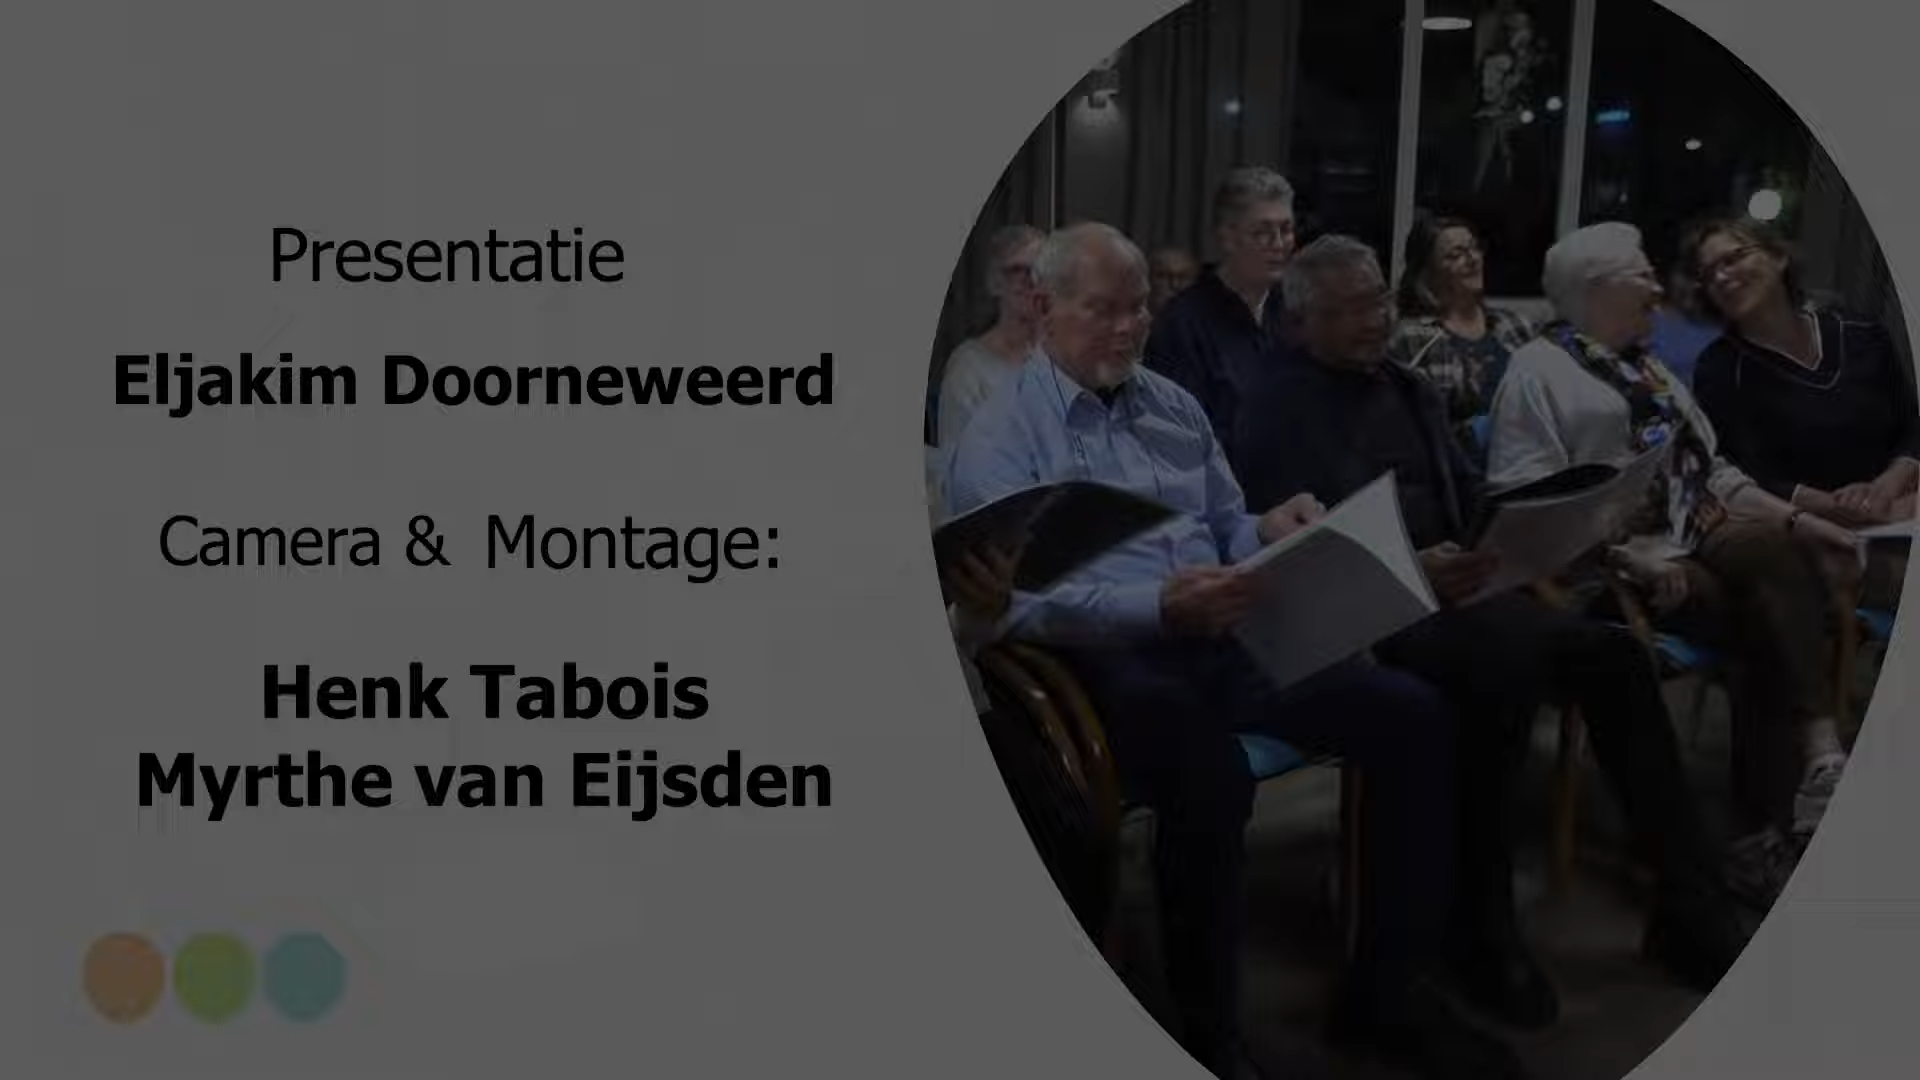 Presentatie
Eljakim Doorneweerd
Camera & Montage:
Henk Tabois
Myrthe van Eijsden